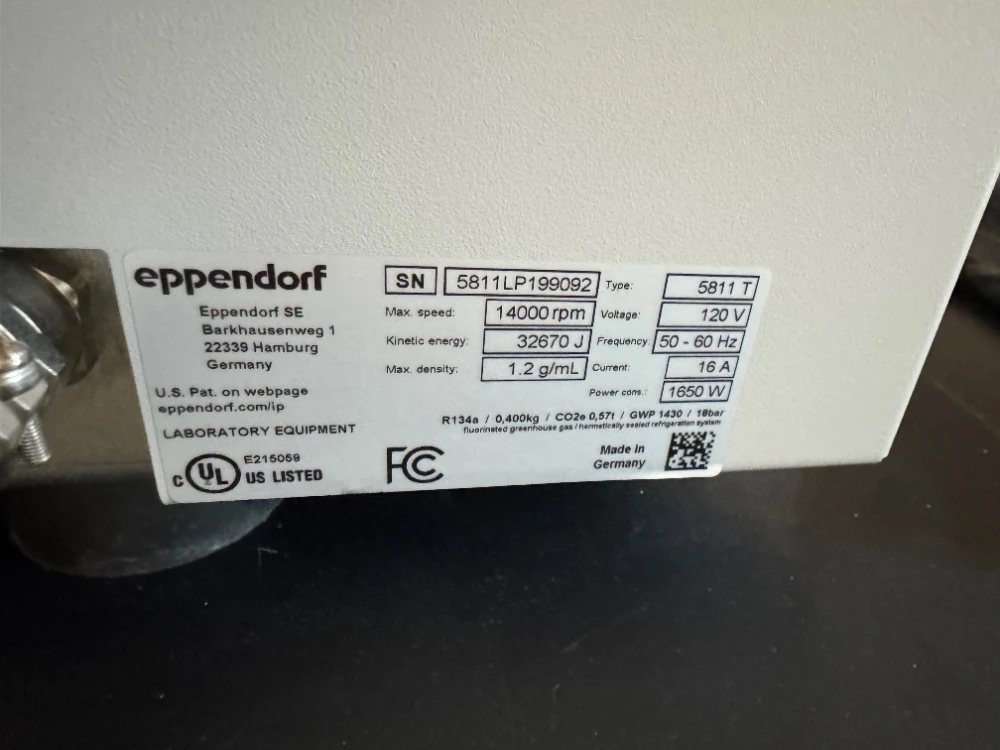 eppendorf
Eppendorf SE
Barkhausenweg 1
22339 Hamburg
Germany
U.S. Pat. on webpage
eppendorf.com/ip
LABORATORY EQUIPMENT
C UL US LISTED
E215059
SN 5811LP199092 Type: 5811 T
Max. speed: 14000 rpm Voltage: 120 V
Kinetic energy: 32670 J Frequency: 50 - 60 Hz
Max. density: 1.2 g/mL Current: 16 A
Power cons.: 1650 W
R134a / 0,400kg / CO2e 0,57t / GWP 1430 / 18bar
fluorinated greenhouse gas / hermetically sealed refrigeration system
FC
Made in
Germany